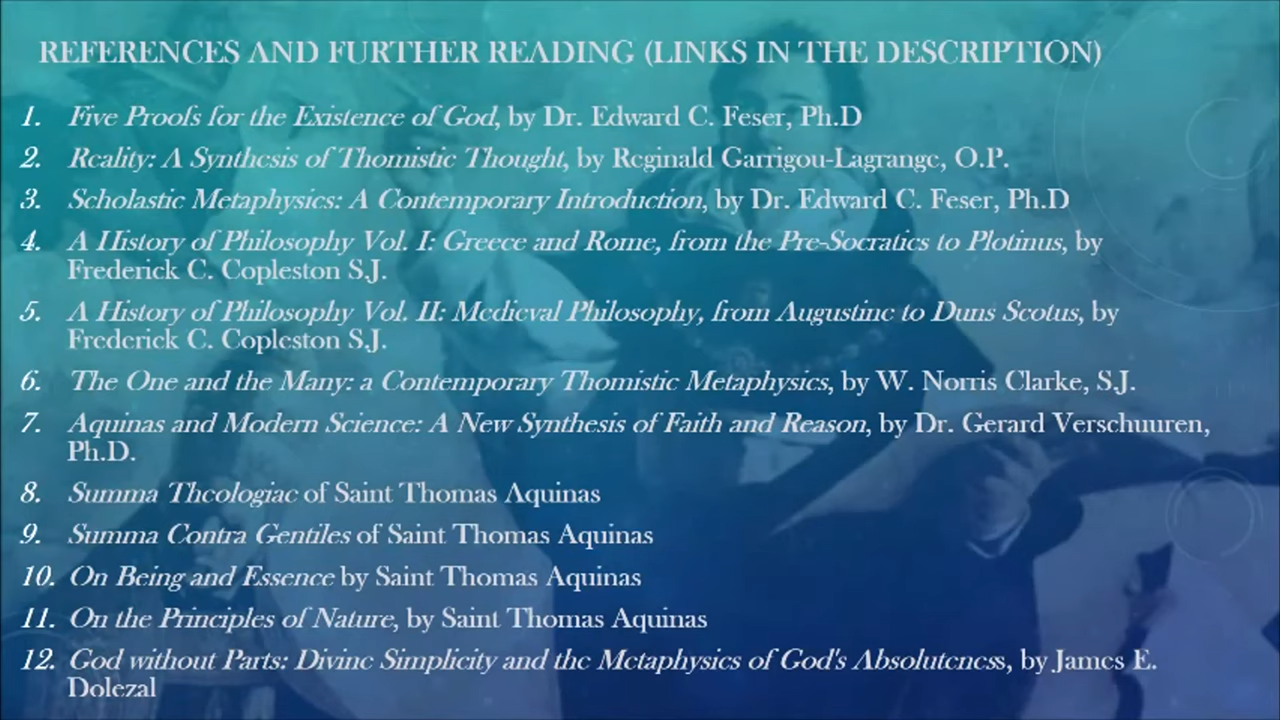 REFERENCES AND FURTHER READING (LINKS IN THE DESCRIPTION)
1. Five Proofs for the Existence of God, by Dr. Edward C. Feser, Ph.D
2. Reality: A Synthesis of Thomistic Thought, by Reginald Garrigou-Lagrange, O.P.
3. Scholastic Metaphysics: A Contemporary Introduction, by Dr. Edward C. Feser, Ph.D
4. A History of Philosophy Vol. I: Greece and Rome, from the Pre-Socratics to Plotinus, by
Frederick C. Copleston S.J.
5. A History of Philosophy Vol. II: Medieval Philosophy, from Augustine to Duns Scotus, by
Frederick C. Copleston S.J.
6. The One and the Many: a Contemporary Thomistic Metaphysics, by W. Norris Clarke, S.J.
7. Aquinas and Modern Science: A New Synthesis of Faith and Reason, by Dr. Gerard Verschuuren,
Ph.D.
8. Summa Theologiae of Saint Thomas Aquinas
9. Summa Contra Gentiles of Saint Thomas Aquinas
10. On Being and Essence by Saint Thomas Aquinas
11. On the Principles of Nature, by Saint Thomas Aquinas
12. God without Parts: Divine Simplicity and the Metaphysics of God's Absoluteness, by James E.
Dolezal